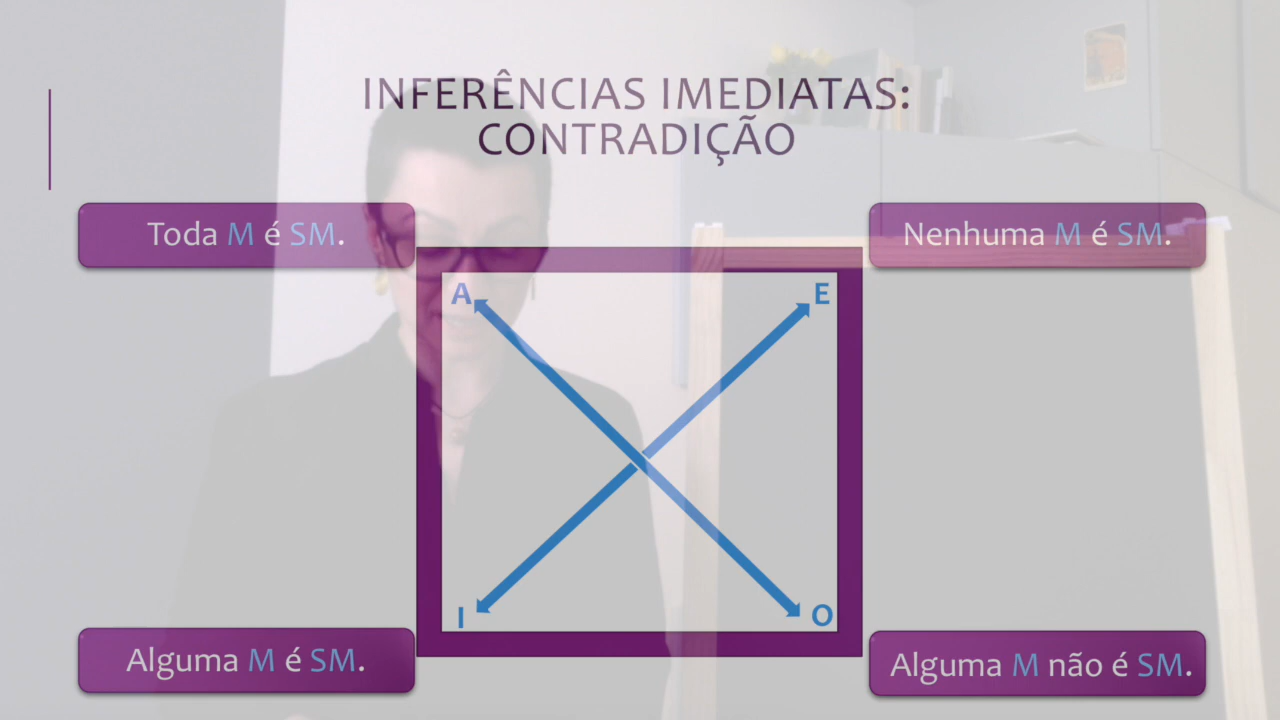 INFERÊNCIAS IMEDIATAS:
CONTRADIÇÃO
Toda M é SM.
Nenhuma M é SM.
A
E
I
O
Alguma M é SM.
Alguma M não é SM.